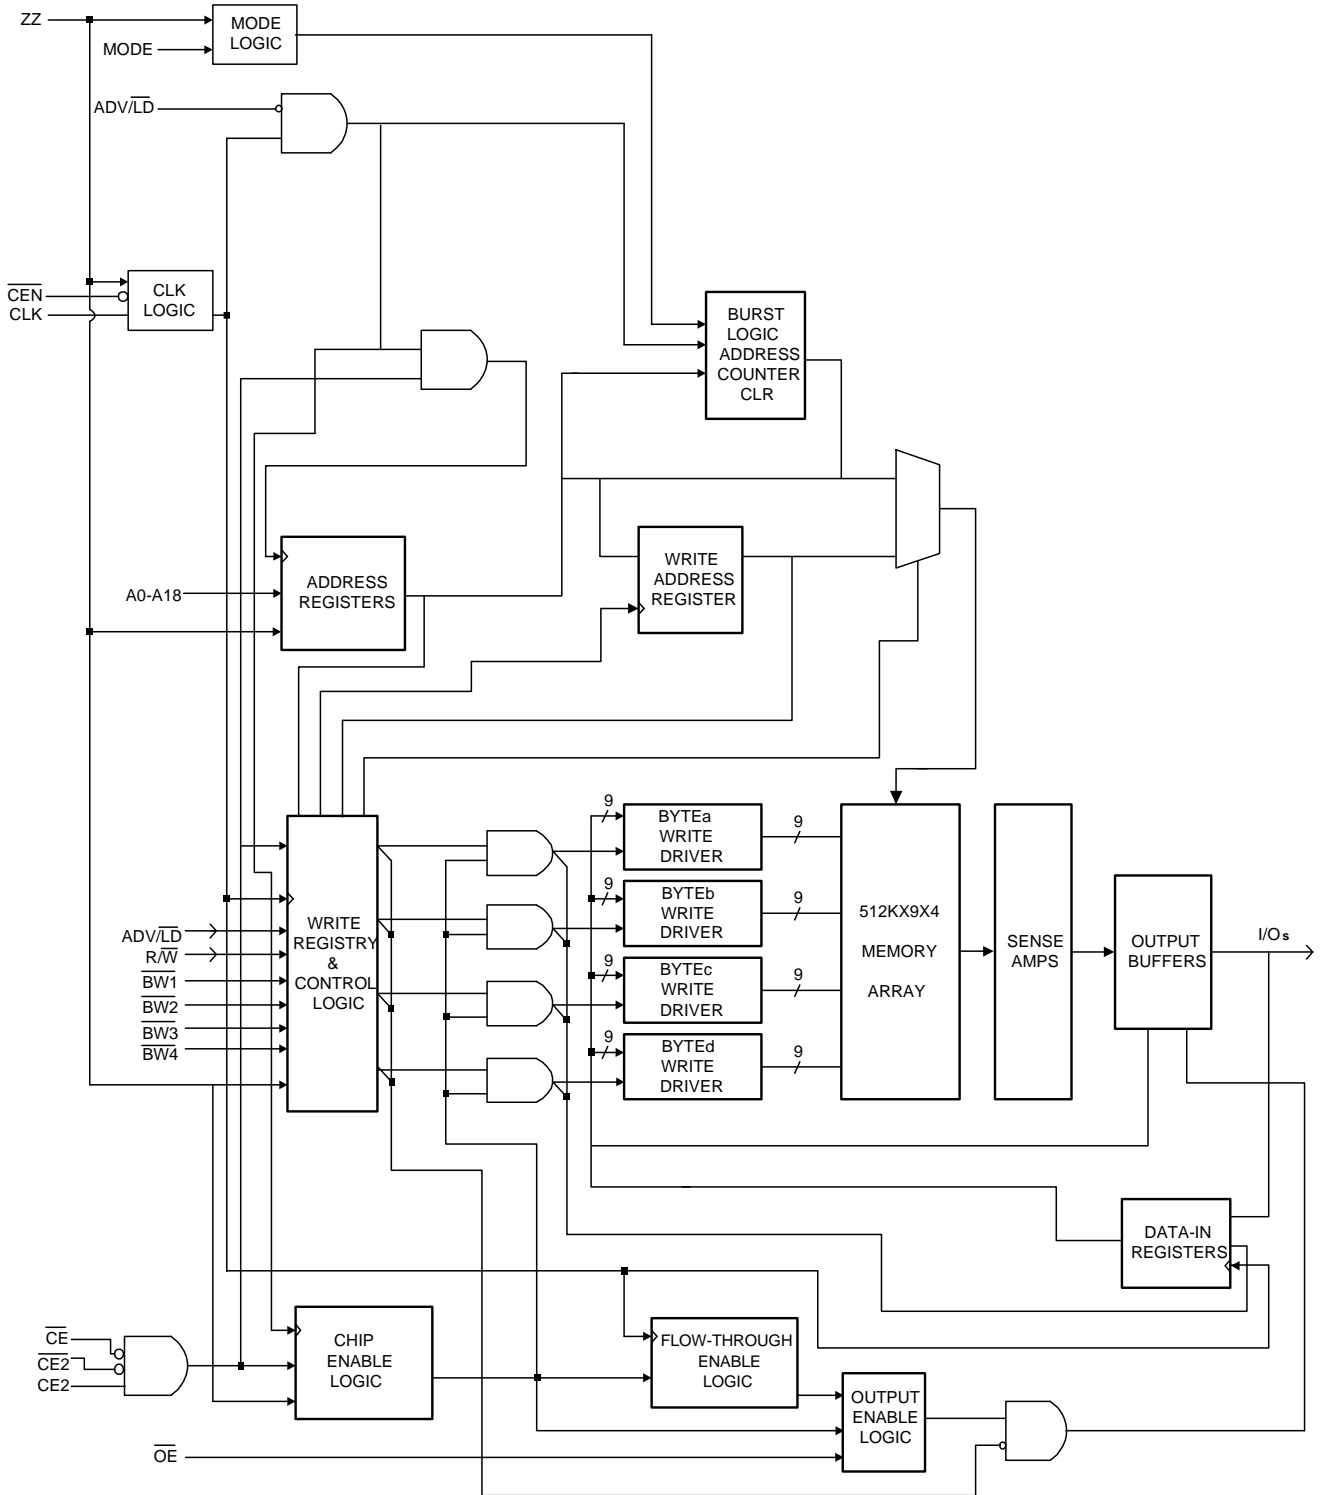 ZZ
MODE
LOGIC
MODE
ADV/LD
CEN
CLK
CLK
LOGIC
BURST
LOGIC
ADDRESS
COUNTER
CLR
WRITE
ADDRESS
REGISTER
ADDRESS
REGISTERS
A0-A18
9
BYTEa
WRITE
DRIVER
9
9
BYTEb
WRITE
DRIVER
9
9
BYTEc
WRITE
DRIVER
9
9
BYTEd
WRITE
DRIVER
9
512KX9X4
MEMORY
ARRAY
SENSE
AMPS
OUTPUT
BUFFERS
I/Os
WRITE
REGISTRY
&
CONTROL
LOGIC
ADV/LD
R/W
BW1
BW2
BW3
BW4
DATA-IN
REGISTERS
CE
CE2
CE2
CHIP
ENABLE
LOGIC
FLOW-THROUGH
ENABLE
LOGIC
OUTPUT
ENABLE
LOGIC
OE